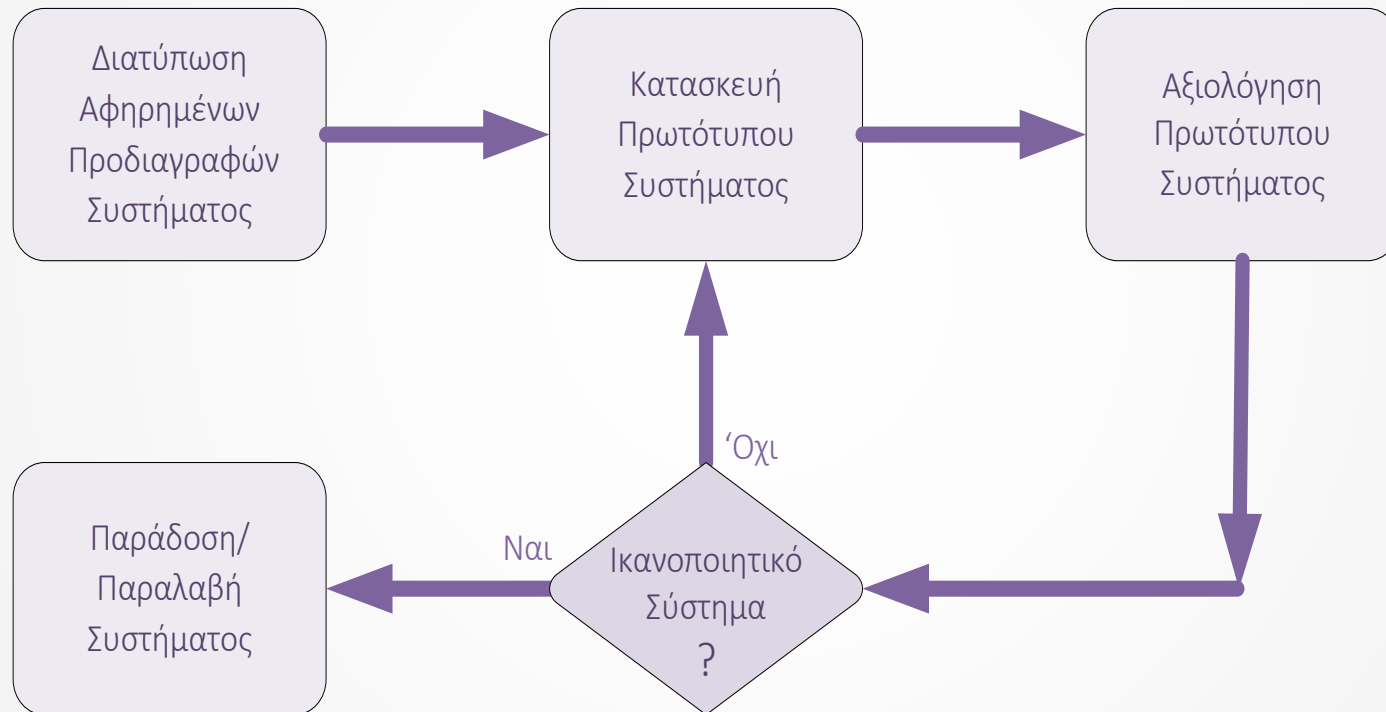 Διατύπωση
Αφηρημένων
Προδιαγραφών
Συστήματος
Κατασκευή
Πρωτότυπου
Συστήματος
Αξιολόγηση
Πρωτότυπου
Συστήματος
‘Οχι
Ναι
Ικανοποιητικό
Σύστημα
?
Παράδοση/
Παραλαβή
Συστήματος